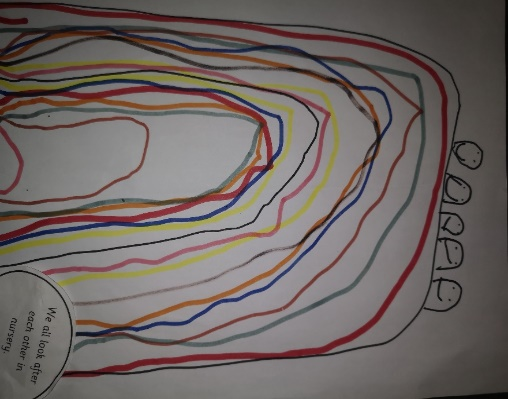 We all look after
each other in
nursery.